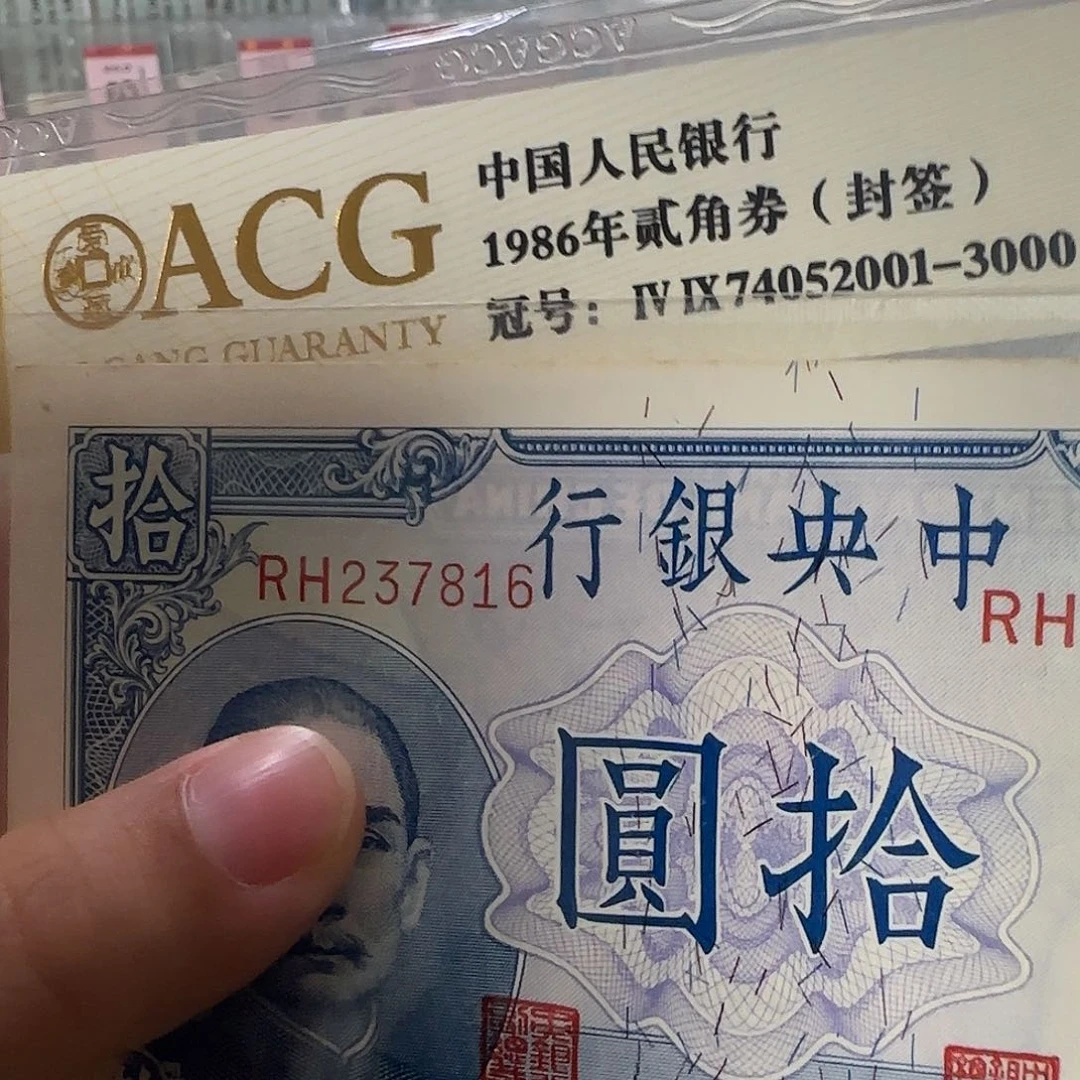 ACGACG
ACG
中国人民银行
1986年贰角券（封签）
冠号：IV IX 74052001-3000
GUARANTY
拾
行銀央中
RH237816
RH
圓拾